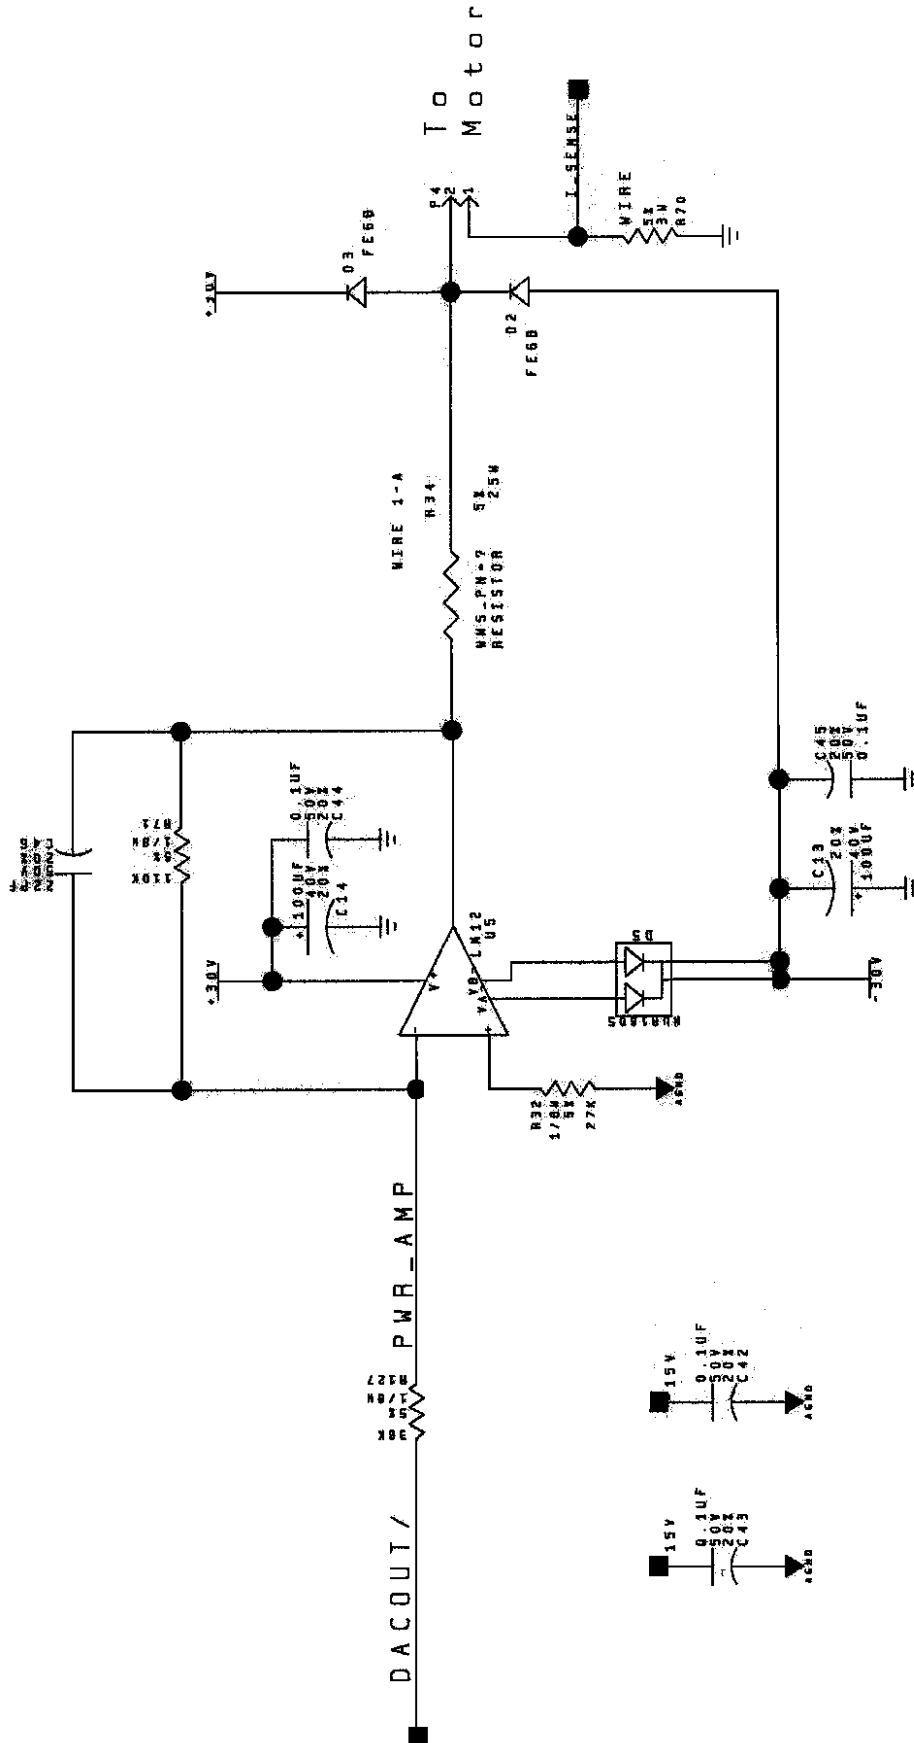 To
Motor
I_SENSE
P4
2
1
WIRE
5%
3W
R70
D3
FE6B
D2
FE6B
WIRE 1-A
R34
5%
25W
RESISTOR
R71
1/8W
5%
110K
0.1UF
50V
20%
C44
+ 100UF
40V
20%
C14
+30V
V+
LM12
U5
VB-
VA-
-
+
D5
C45
20%
50V
0.1UF
C13
20%
40V
+ 100UF
-30V
R32
1/8W
5%
27K
AGND
PWR_AMP
R127
1/8W
5%
DACOUT/
15V
0.1UF
50V
20%
C42
AGND
15V
0.1UF
50V
20%
C43
AGND